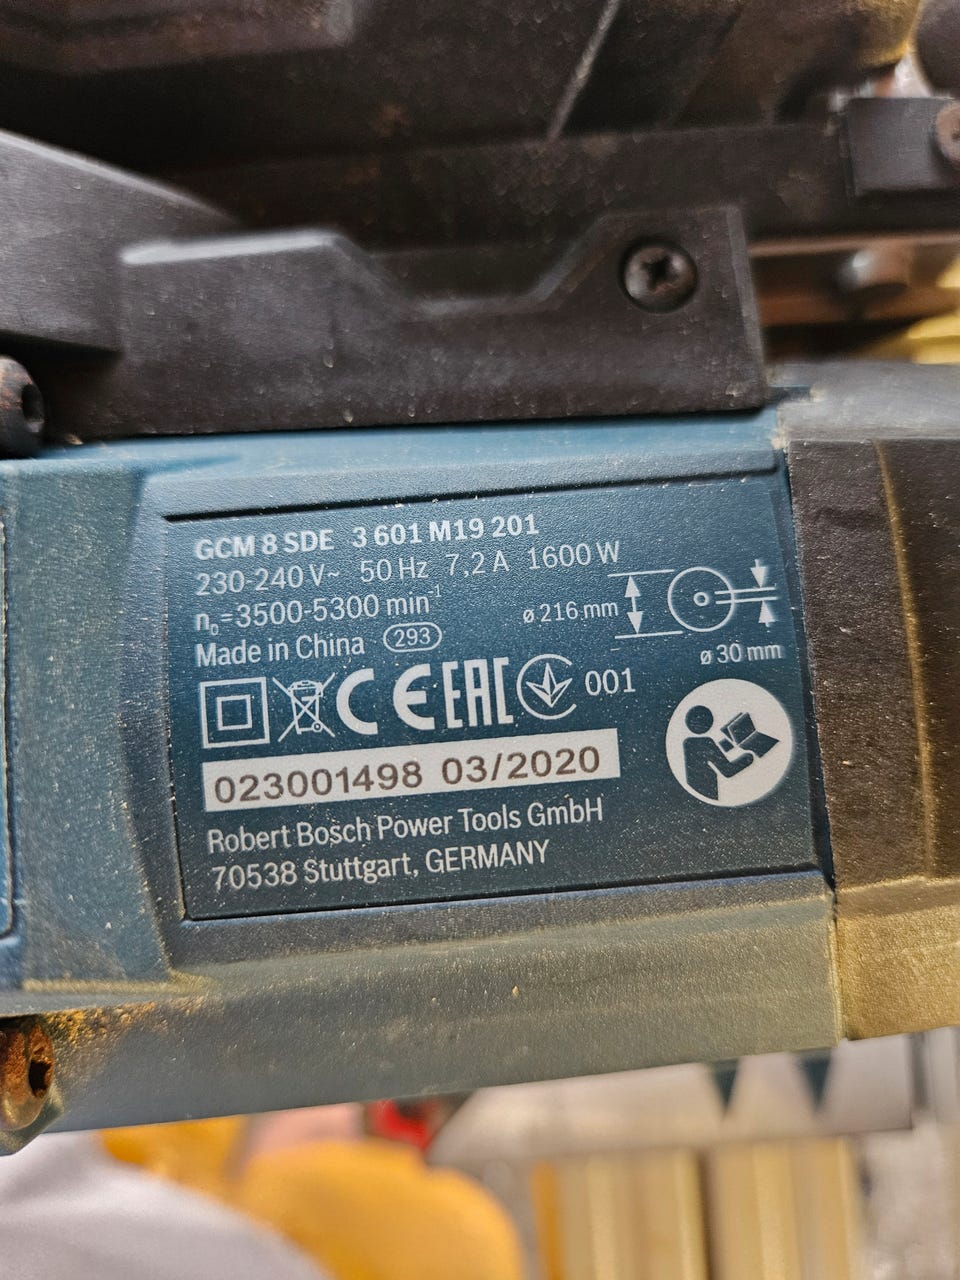 GCM 8 SDE 3 601 M19 201
230-240 V~ 50 Hz 7,2 A 1600 W
n₀=3500-5300 min⁻¹
ø 216 mm
Made in China 293
ø 30 mm
CE EAC 001
023001498 03/2020
Robert Bosch Power Tools GmbH
70538 Stuttgart, GERMANY